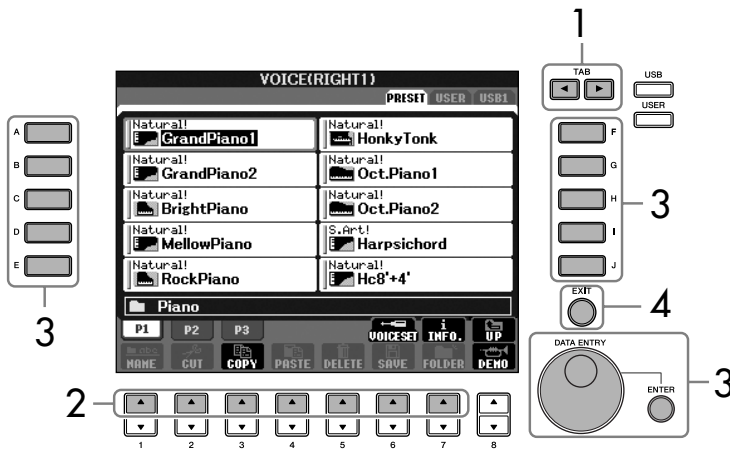 1
TAB
USB
USER
VOICE(RIGHT1)
PRESET USER USB1
Natural!
GrandPiano1
Natural!
HonkyTonk
Natural!
GrandPiano2
Natural!
Oct.Piano1
Natural!
BrightPiano
Natural!
Oct.Piano2
Natural!
MellowPiano
S.Art!
Harpsichord
Natural!
RockPiano
Natural!
Hc8'+4'
Piano
P1 P2 P3
VOICESET INFO. UP
NAME CUT COPY PASTE DELETE SAVE FOLDER DEMO
A
B
C
D
E
3
F
G
H
I
J
3
EXIT
4
DATA ENTRY
ENTER
3
2
1 2 3 4 5 6 7 8